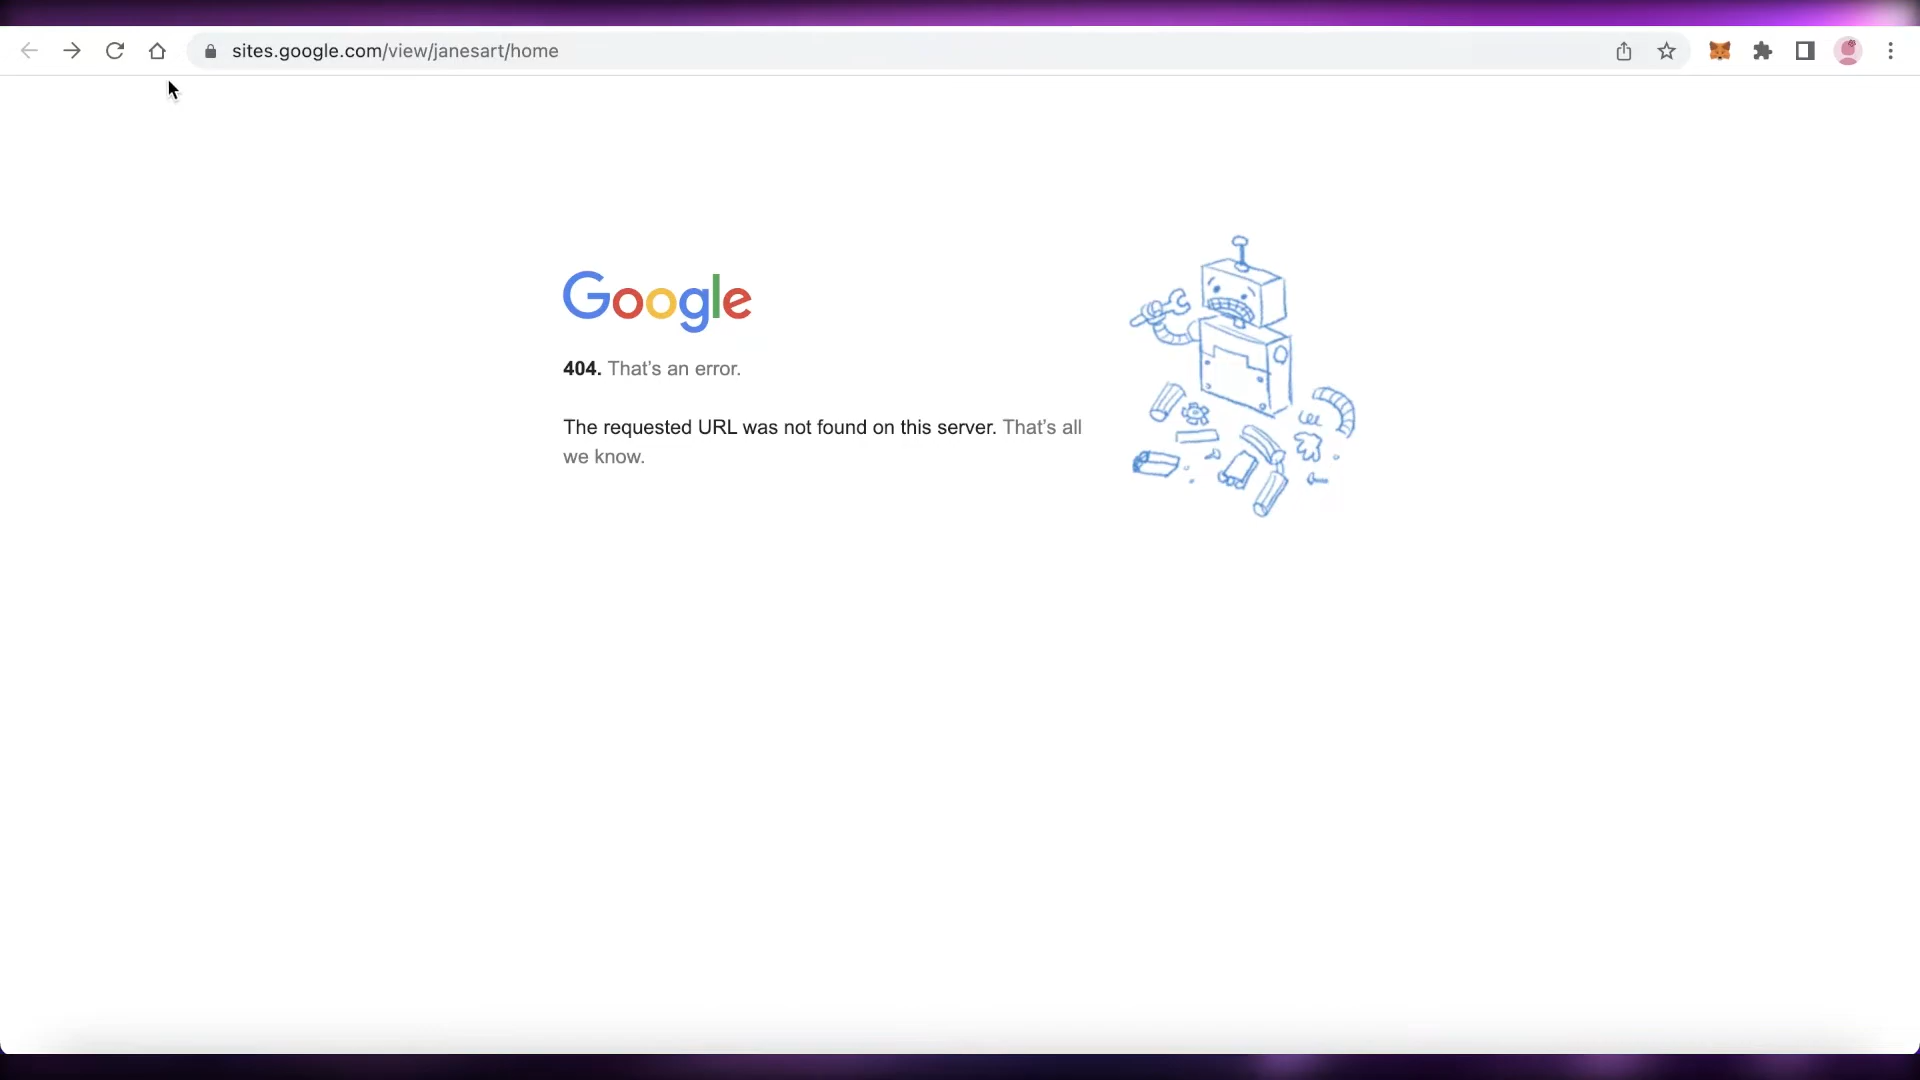 sites.google.com/view/janesart/home
Google
404. That's an error.
The requested URL was not found on this server. That's all
we know.